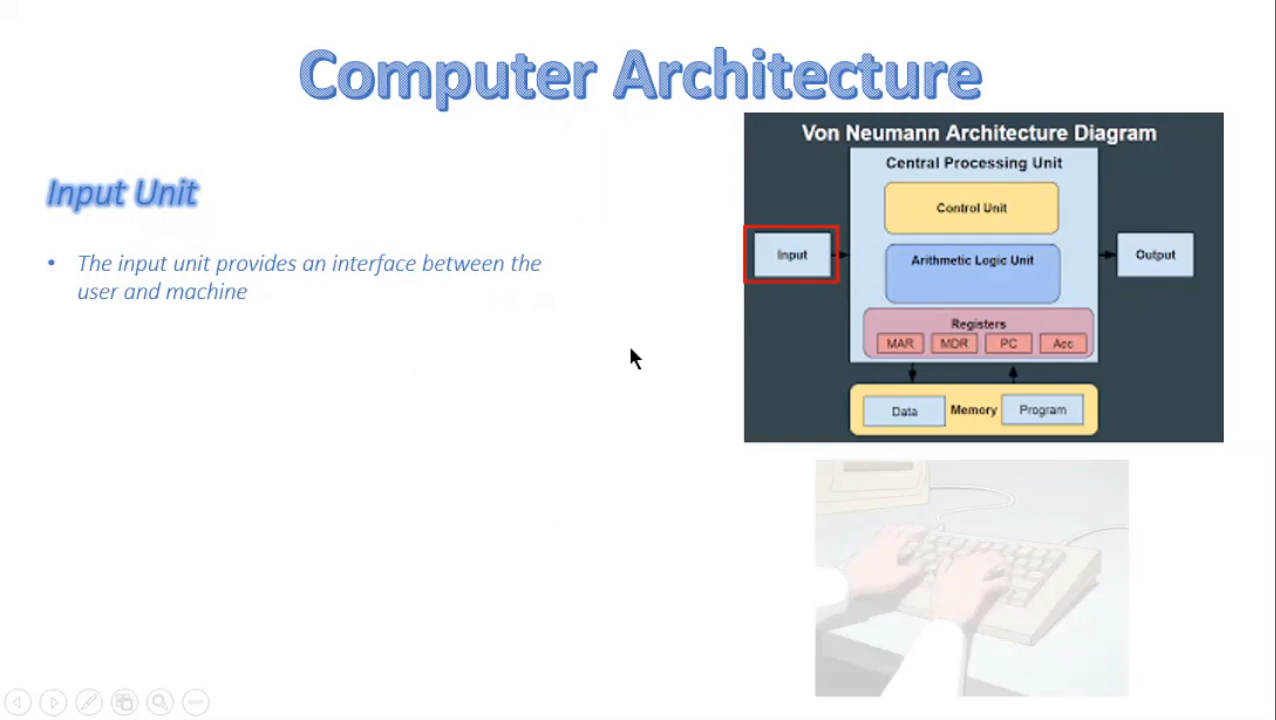 Computer Architecture
Von Neumann Architecture Diagram
Central Processing Unit
Input Unit
Control Unit
Input
Arithmetic Logic Unit
Output
• The input unit provides an interface between the
user and machine
Registers
MAR MDR PC Acc
Data Memory Program